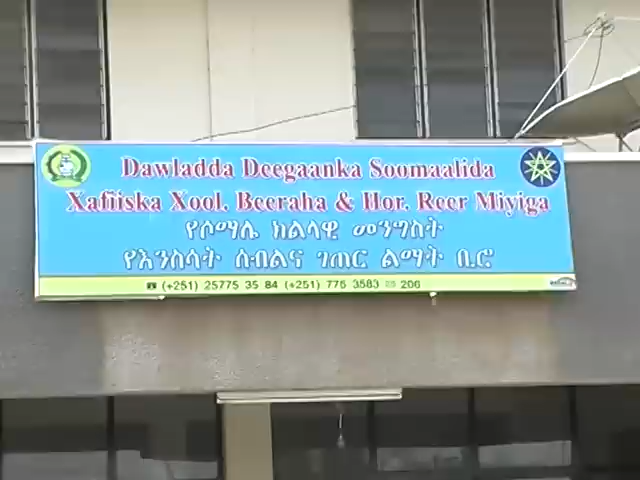 Dawladda Deegaanka Soomaalida
Xafiiska Xool. Beeraha & Hor. Reer Miyiga
የሶማሌ ክልላዊ መንግስት
የእንስሳት ሰብልና ገጠር ልማት ቢሮ
(+251) 25775 35 84 (+251) 775 3583 206